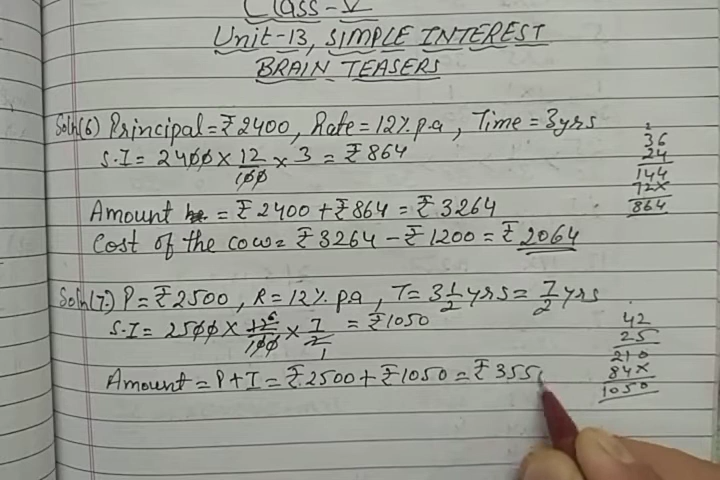 Class-V
Unit-13, SIMPLE INTEREST
BRAIN TEASERS
Soln(6) Principal = ₹2400, Rate = 12% p.a, Time = 3yrs
S.I = 2400 × 12/100 × 3 = ₹864
36
24
144
72×
864
Amount = ₹2400 + ₹864 = ₹3264
Cost of the cow = ₹3264 - ₹1200 = ₹2064
Soln(7) P = ₹2500, R = 12% p.a, T = 3 1/2 yrs = 7/2 yrs
S.I = 2500 × 12/100 × 7/2 = ₹1050
42
25
210
84×
1050
Amount = P+I = ₹2500 + ₹1050 = ₹355